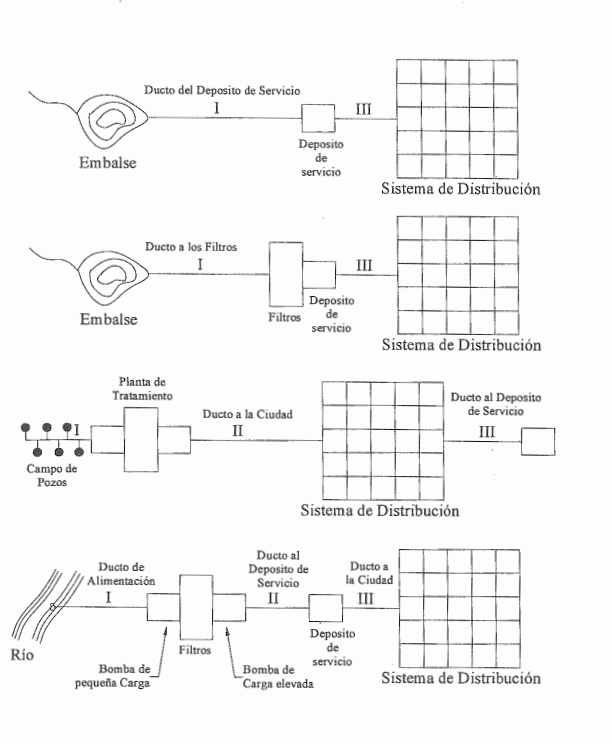 Ducto del Deposito de Servicio
I
III
Embalse
Deposito
de
servicio
Sistema de Distribución
Ducto a los Filtros
I
III
Embalse
Filtros
Deposito
de
servicio
Sistema de Distribución
Planta de
Tratamiento
I
Campo de
Pozos
Ducto a la Ciudad
II
Ducto al Deposito
de Servicio
III
Sistema de Distribución
Ducto de
Alimentación
I
Ducto al
Deposito de
Servicio
II
Ducto a
la Ciudad
III
Río
Filtros
Deposito
de
servicio
Bomba de
pequeña Carga
Bomba de
Carga elevada
Sistema de Distribución